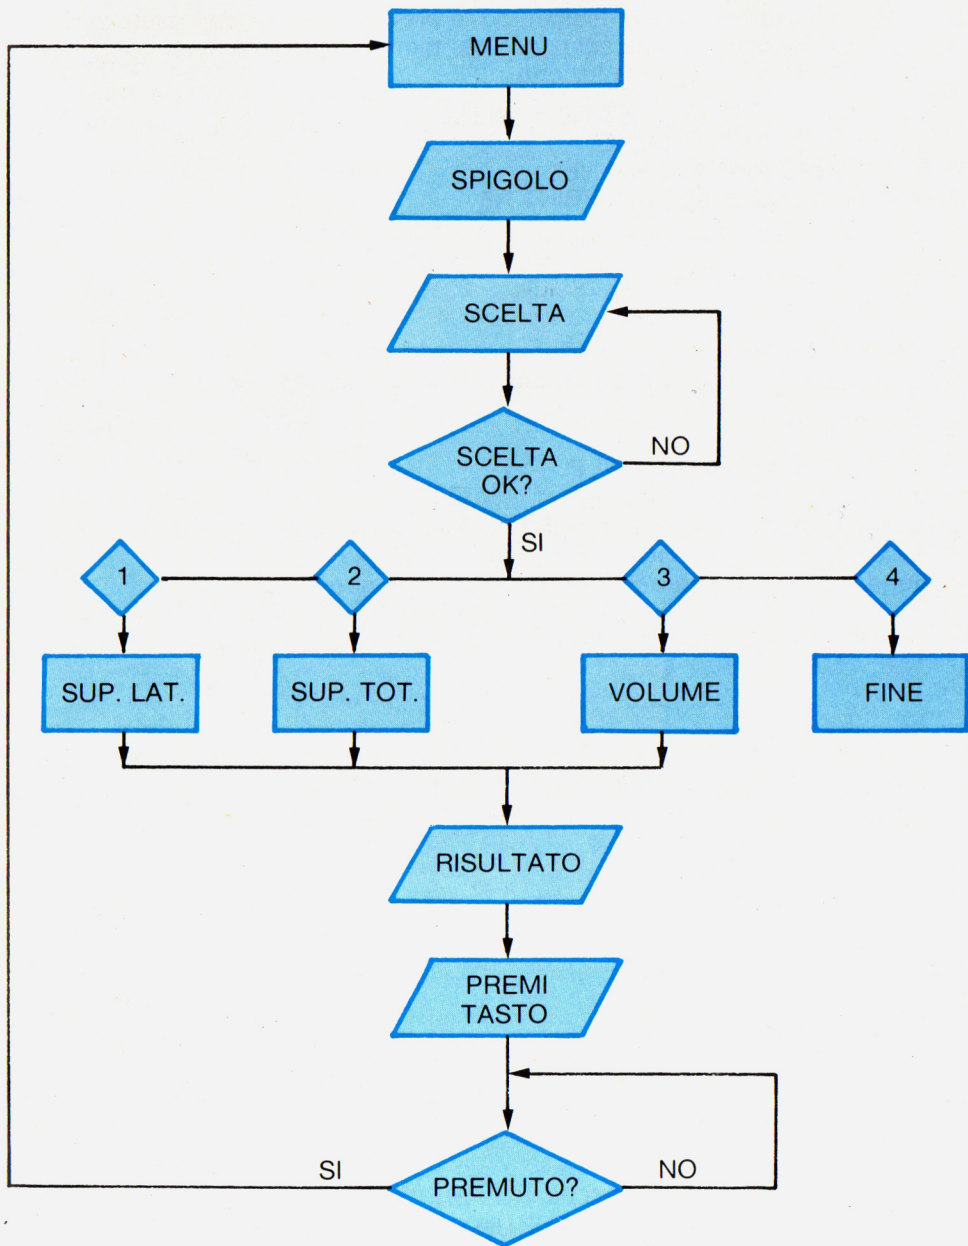 MENU
SPIGOLO
SCELTA
SCELTA
OK?
NO
SI
1
2
3
4
SUP. LAT.
SUP. TOT.
VOLUME
FINE
RISULTATO
PREMI
TASTO
PREMUTO?
SI
NO